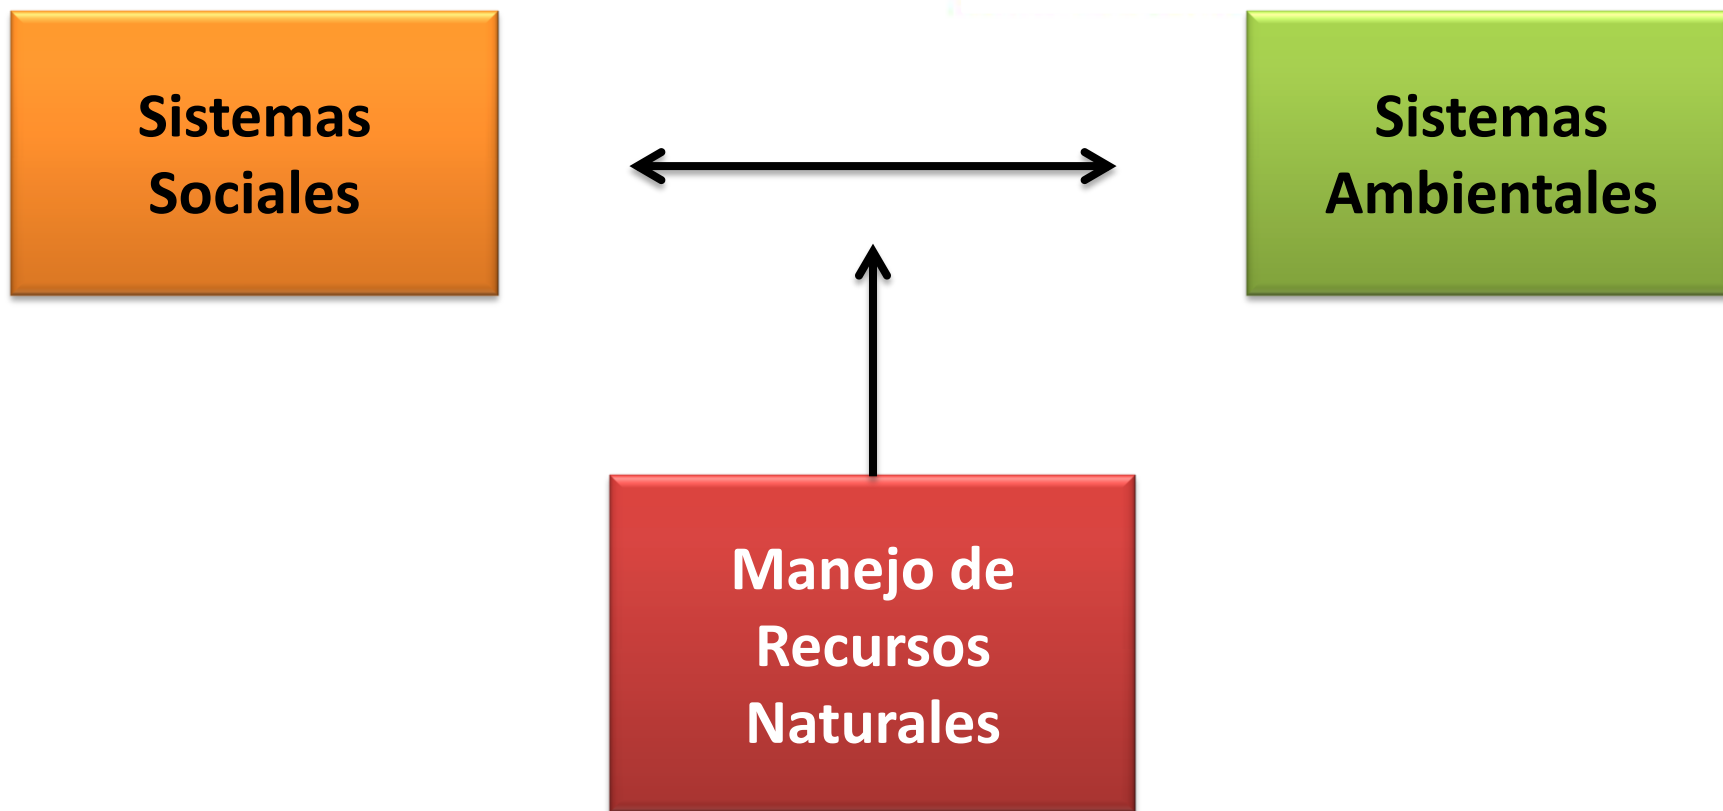 Sistemas
Sociales
Sistemas
Ambientales
Manejo de
Recursos
Naturales